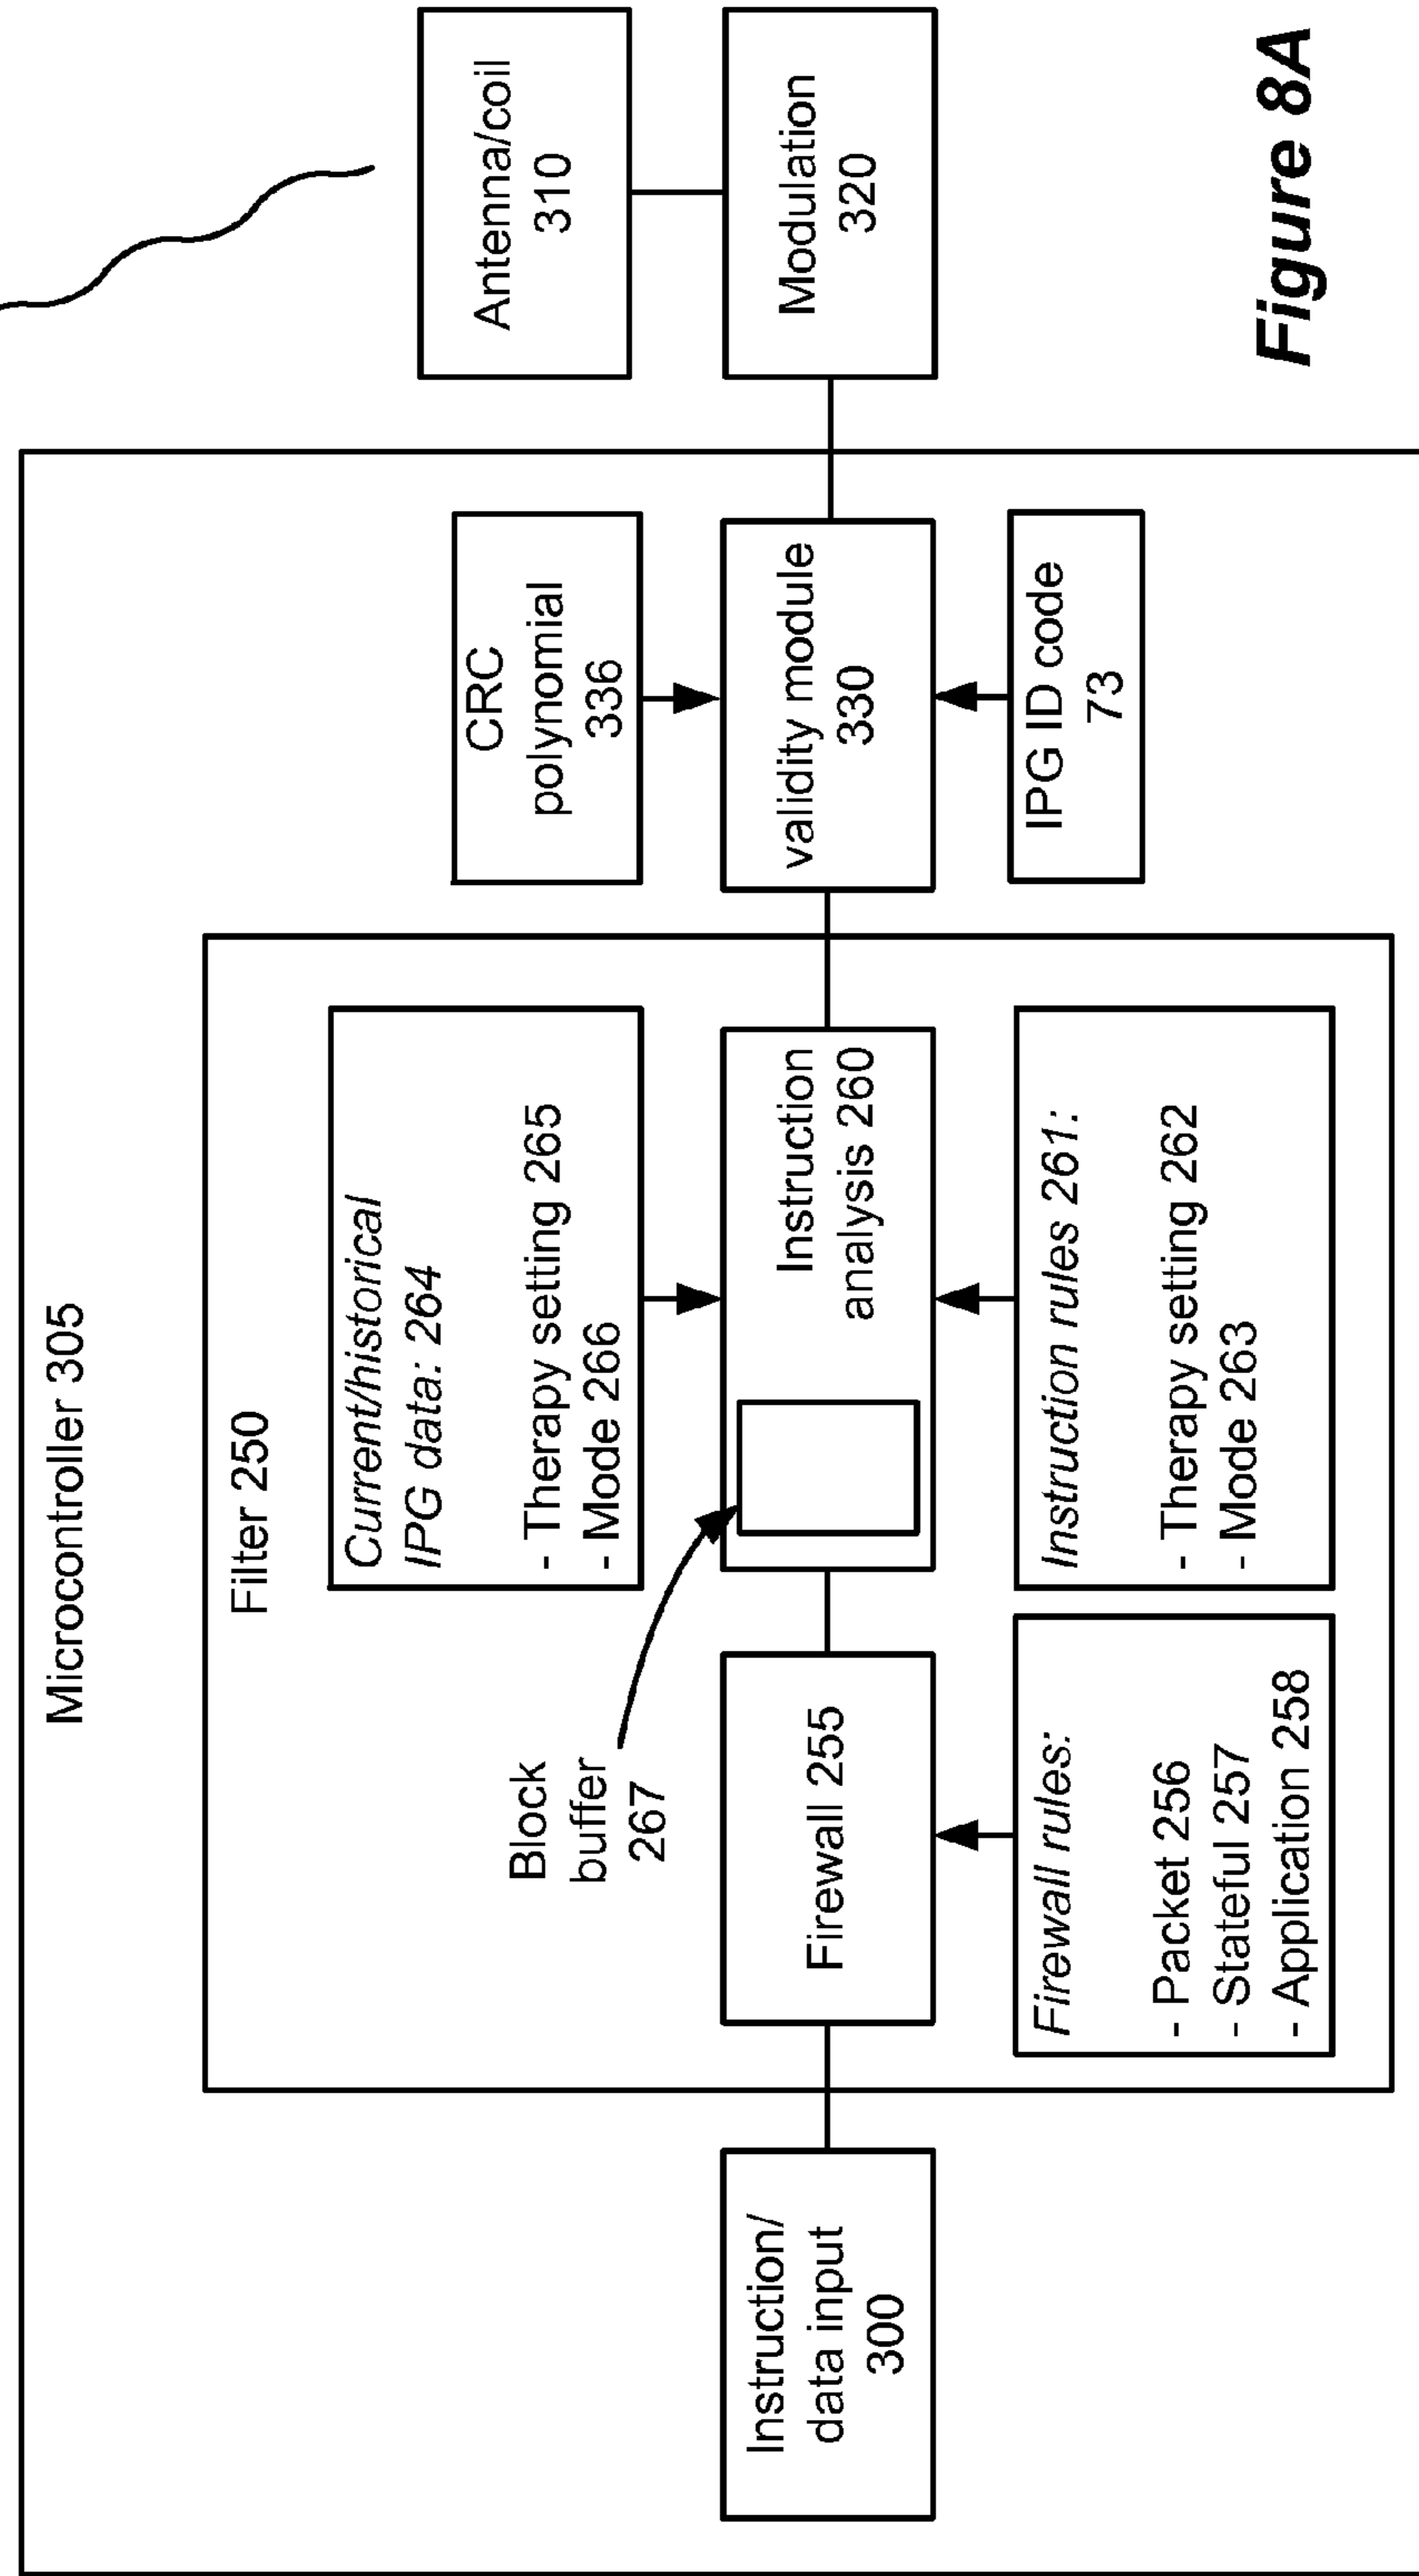 Microcontroller 305
Filter 250
Instruction/
data input
300
Firewall 255
Firewall rules:
- Packet 256
- Stateful 257
- Application 258
Block
buffer
267
Current/historical
IPG data: 264
- Therapy setting 265
- Mode 266
Instruction
analysis 260
Instruction rules 261:
- Therapy setting 262
- Mode 263
CRC
polynomial
336
validity module
330
IPG ID code
73
Antenna/coil
310
Modulation
320
Figure 8A